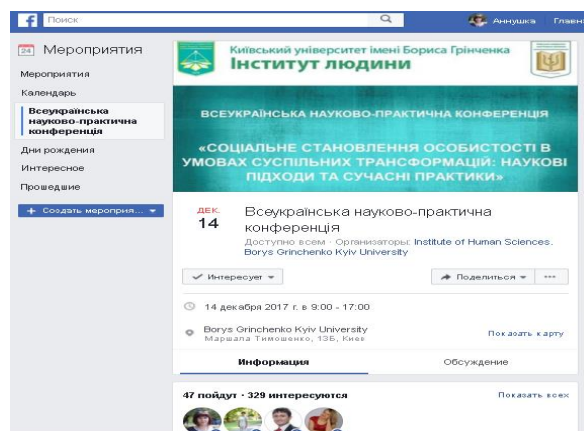 Поиск
Аннушка
Главн
24
Мероприятия
Мероприятия
Календарь
Всеукраїнська
науково-практична
конференція
Дни рождения
Интересное
Прошедшие
+ Создать мероприя...
Київський університет імені Бориса Грінченка
Інститут людини
ВСЕУКРАЇНСЬКА НАУКОВО-ПРАКТИЧНА КОНФЕРЕНЦІЯ
«СОЦІАЛЬНЕ СТАНОВЛЕННЯ ОСОБИСТОСТІ В
УМОВАХ СУСПІЛЬНИХ ТРАНСФОРМАЦІЙ: НАУКОВІ
ПІДХОДИ ТА СУЧАСНІ ПРАКТИКИ»
ДЕК.
14
Всеукраїнська науково-практична
конференція
Доступно всем · Организаторы: Institute of Human Sciences.
Borys Grinchenko Kyiv University
Интересует
Поделиться
14 декабря 2017 г. в 9:00 - 17:00
Borys Grinchenko Kyiv University
Маршала Тимошенко, 13Б, Киев
Показать карту
Информация
Обсуждение
47 пойдут · 329 интересуются
Показать всех